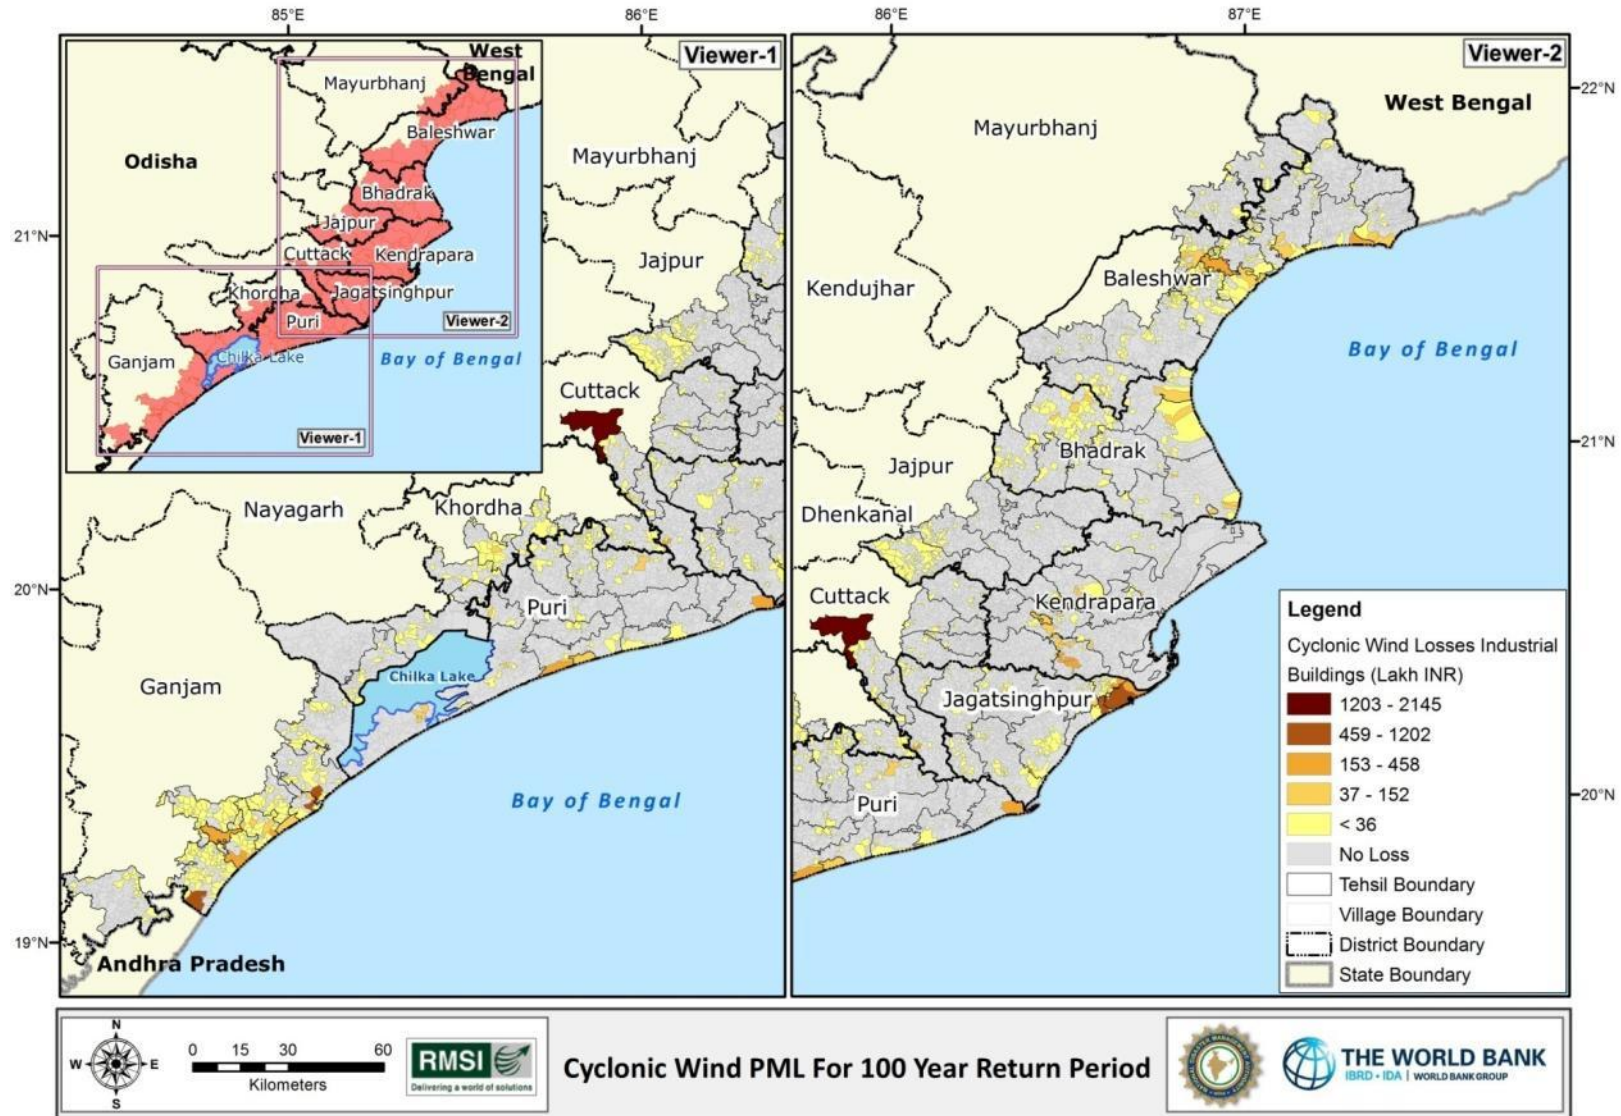 85°E
86°E
86°E
87°E
21°N
20°N
19°N
22°N
21°N
20°N
West
Bengal
Mayurbhanj
Baleshwar
Odisha
Bhadrak
Jajpur
Cuttack
Kendrapara
Khordha
Jagatsinghpur
Puri
Viewer-2
Ganjam
Chilka Lake
Bay of Bengal
Viewer-1
Viewer-1
Mayurbhanj
Jajpur
Cuttack
Nayagarh
Khordha
Puri
Chilka Lake
Ganjam
Bay of Bengal
Andhra Pradesh
Viewer-2
West Bengal
Mayurbhanj
Baleshwar
Kendujhar
Bay of Bengal
Bhadrak
Jajpur
Dhenkanal
Cuttack
Kendrapara
Jagatsinghpur
Puri
Legend
Cyclonic Wind Losses Industrial
Buildings (Lakh INR)
1203 - 2145
459 - 1202
153 - 458
37 - 152
< 36
No Loss
Tehsil Boundary
Village Boundary
District Boundary
State Boundary
N
W E
S
0 15 30 60
Kilometers
RMSI
Delivering a world of solutions
Cyclonic Wind PML For 100 Year Return Period
THE WORLD BANK
IBRD • IDA | WORLD BANK GROUP